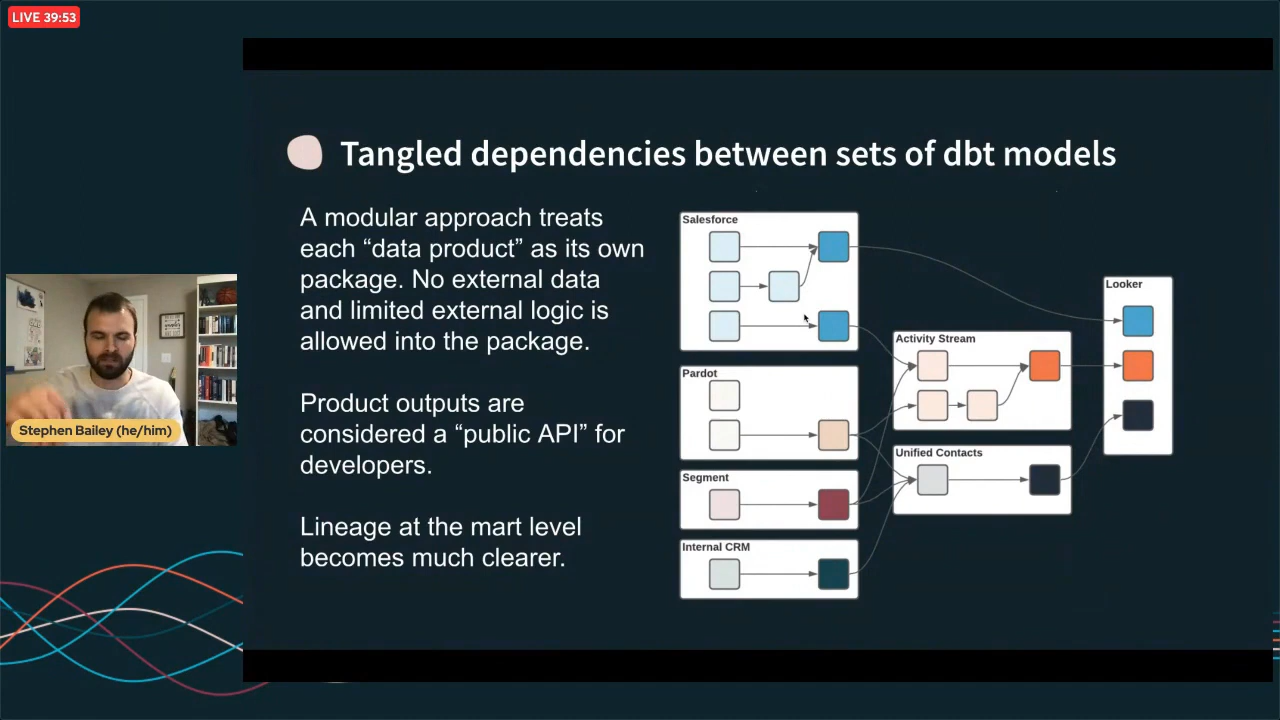 LIVE 39:53
Tangled dependencies between sets of dbt models
A modular approach treats
each “data product” as its own
package. No external data
and limited external logic is
allowed into the package.
Product outputs are
considered a “public API” for
developers.
Lineage at the mart level
becomes much clearer.
Salesforce
Pardot
Segment
Internal CRM
Activity Stream
Unified Contacts
Looker
Stephen Bailey (he/him)